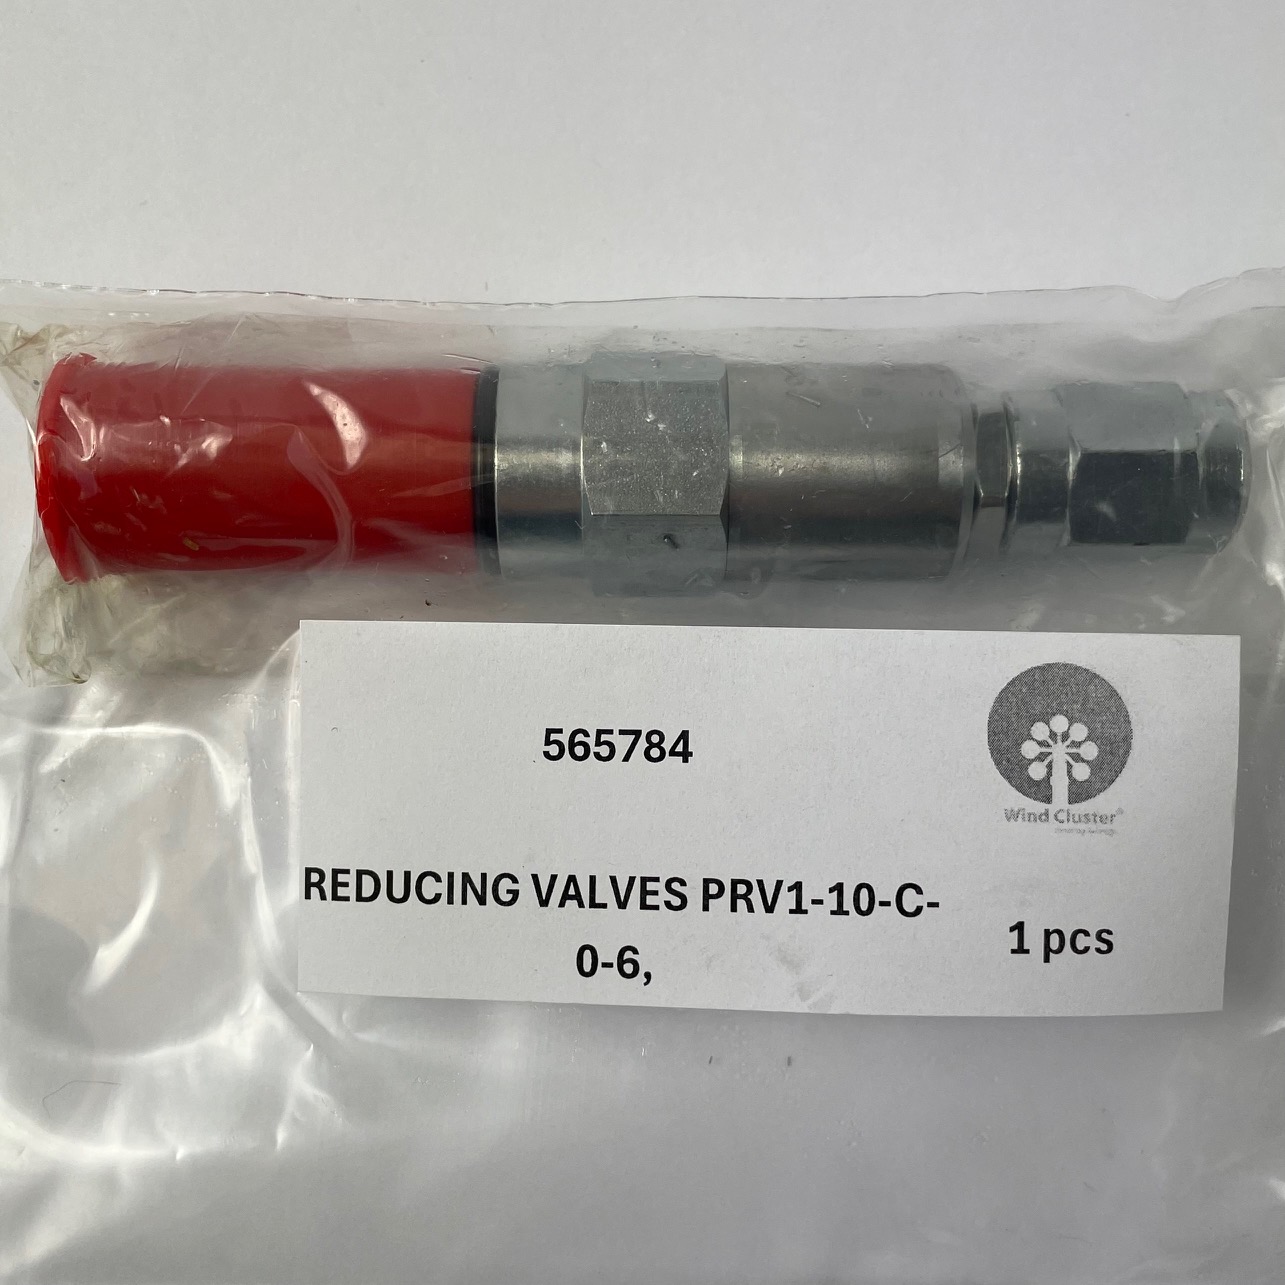 565784
Wind Cluster®
REDUCING VALVES PRV1-10-C-
0-6,
1 pcs